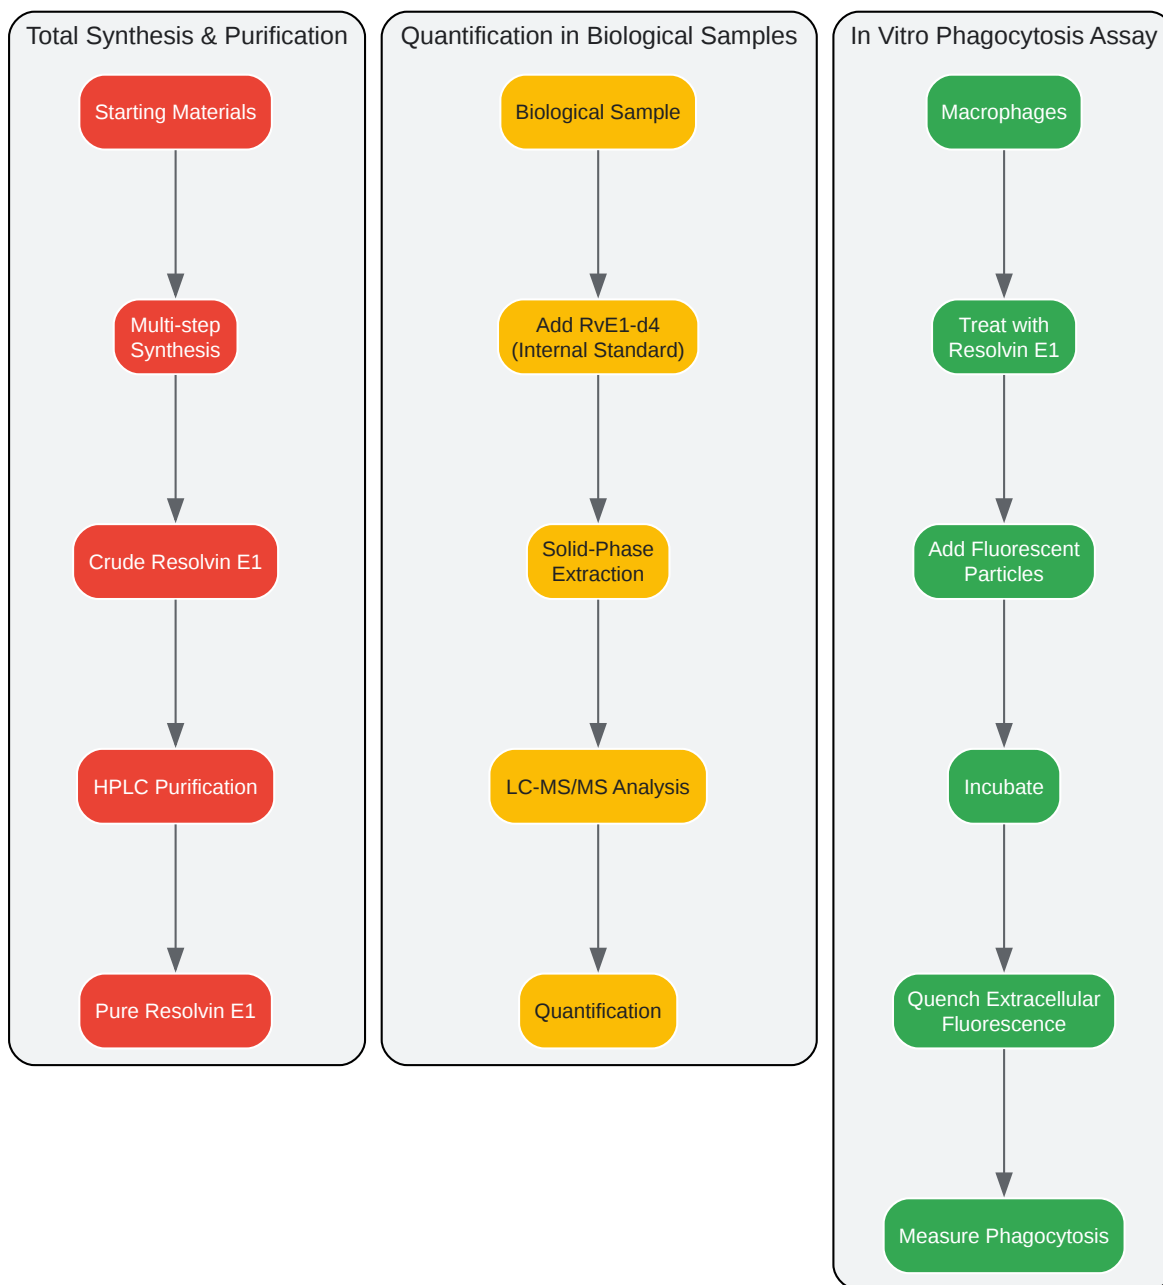 Total Synthesis & Purification
Starting Materials
Multi-step
Synthesis
Crude Resolvin E1
HPLC Purification
Pure Resolvin E1
Quantification in Biological Samples
Biological Sample
Add RvE1-d4
(Internal Standard)
Solid-Phase
Extraction
LC-MS/MS Analysis
Quantification
In Vitro Phagocytosis Assay
Macrophages
Treat with
Resolvin E1
Add Fluorescent
Particles
Incubate
Quench Extracellular
Fluorescence
Measure Phagocytosis